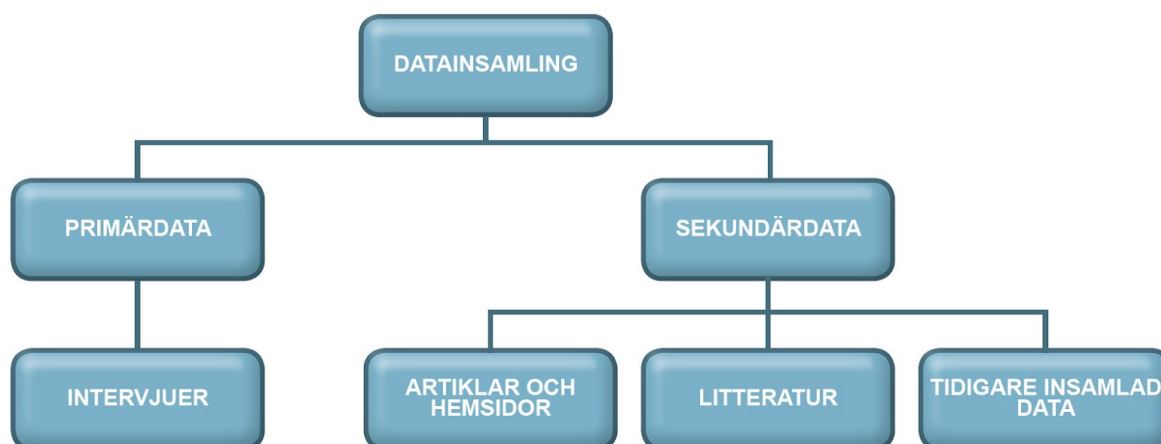 DATAINSAMLING
PRIMÄRDATA
SEKUNDÄRDATA
INTERVJUER
ARTIKLAR OCH
HEMSIDOR
LITTERATUR
TIDIGARE INSAMLAD
DATA